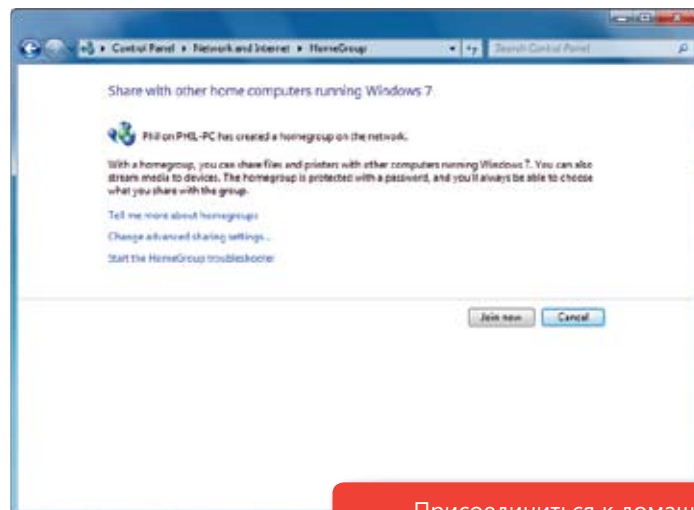 Control Panel ▸ Network and Internet ▸ HomeGroup
Search Control Panel
Share with other home computers running Windows 7
Phil on PHIL-PC has created a homegroup on the network.
With a homegroup, you can share files and printers with other computers running Windows 7. You can also
stream media to devices. The homegroup is protected with a password, and you'll always be able to choose
what you share with the group.
Tell me more about homegroups
Change advanced sharing settings...
Start the HomeGroup troubleshooter
Join now
Cancel
Присоединиться к домаш